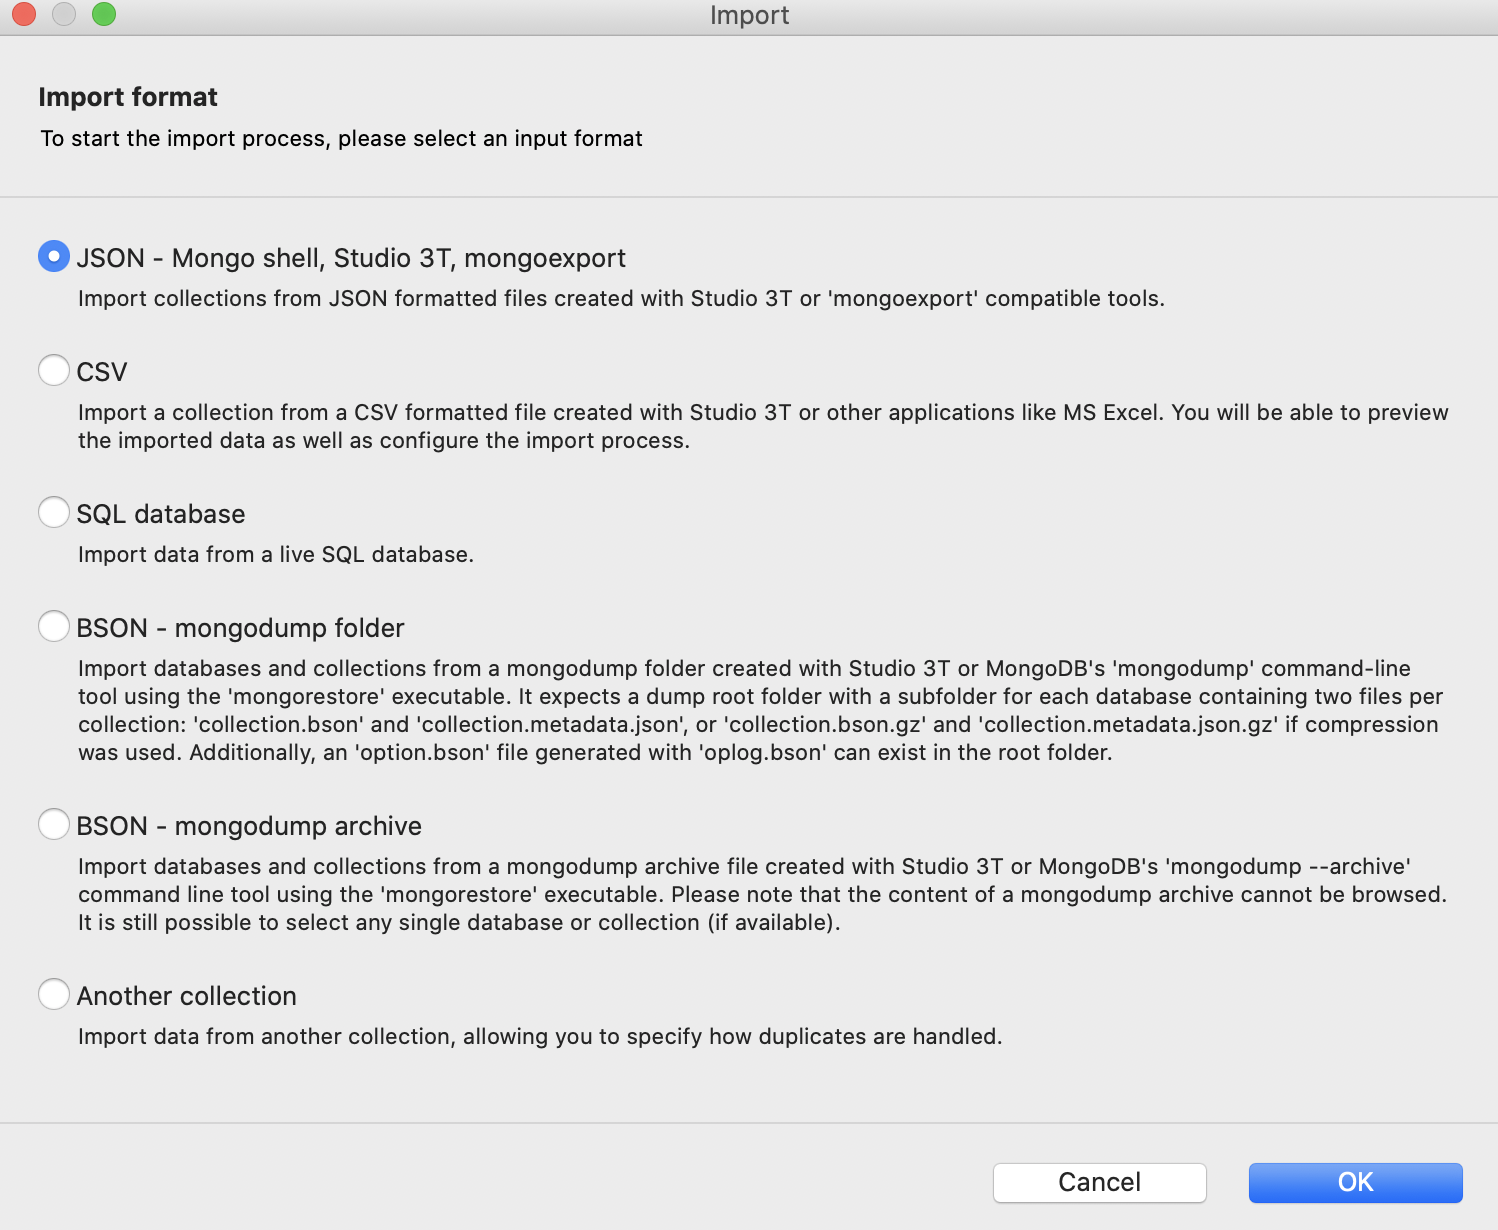 Import
Import format
To start the import process, please select an input format
JSON - Mongo shell, Studio 3T, mongoexport
Import collections from JSON formatted files created with Studio 3T or 'mongoexport' compatible tools.
CSV
Import a collection from a CSV formatted file created with Studio 3T or other applications like MS Excel. You will be able to preview
the imported data as well as configure the import process.
SQL database
Import data from a live SQL database.
BSON - mongodump folder
Import databases and collections from a mongodump folder created with Studio 3T or MongoDB's 'mongodump' command-line
tool using the 'mongorestore' executable. It expects a dump root folder with a subfolder for each database containing two files per
collection: 'collection.bson' and 'collection.metadata.json', or 'collection.bson.gz' and 'collection.metadata.json.gz' if compression
was used. Additionally, an 'option.bson' file generated with 'oplog.bson' can exist in the root folder.
BSON - mongodump archive
Import databases and collections from a mongodump archive file created with Studio 3T or MongoDB's 'mongodump --archive'
command line tool using the 'mongorestore' executable. Please note that the content of a mongodump archive cannot be browsed.
It is still possible to select any single database or collection (if available).
Another collection
Import data from another collection, allowing you to specify how duplicates are handled.
Cancel
OK